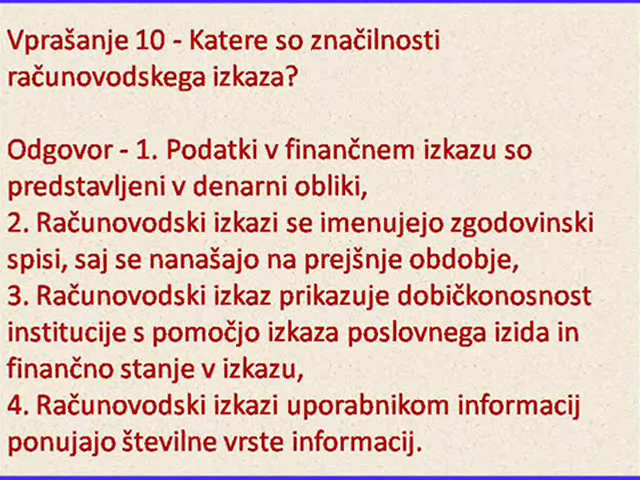 Vprašanje 10 - Katere so značilnosti
računovodskega izkaza?
Odgovor - 1. Podatki v finančnem izkazu so
predstavljeni v denarni obliki,
2. Računovodski izkazi se imenujejo zgodovinski
spisi, saj se nanašajo na prejšnje obdobje,
3. Računovodski izkaz prikazuje dobičkonosnost
institucije s pomočjo izkaza poslovnega izida in
finančno stanje v izkazu,
4. Računovodski izkazi uporabnikom informacij
ponujajo številne vrste informacij.